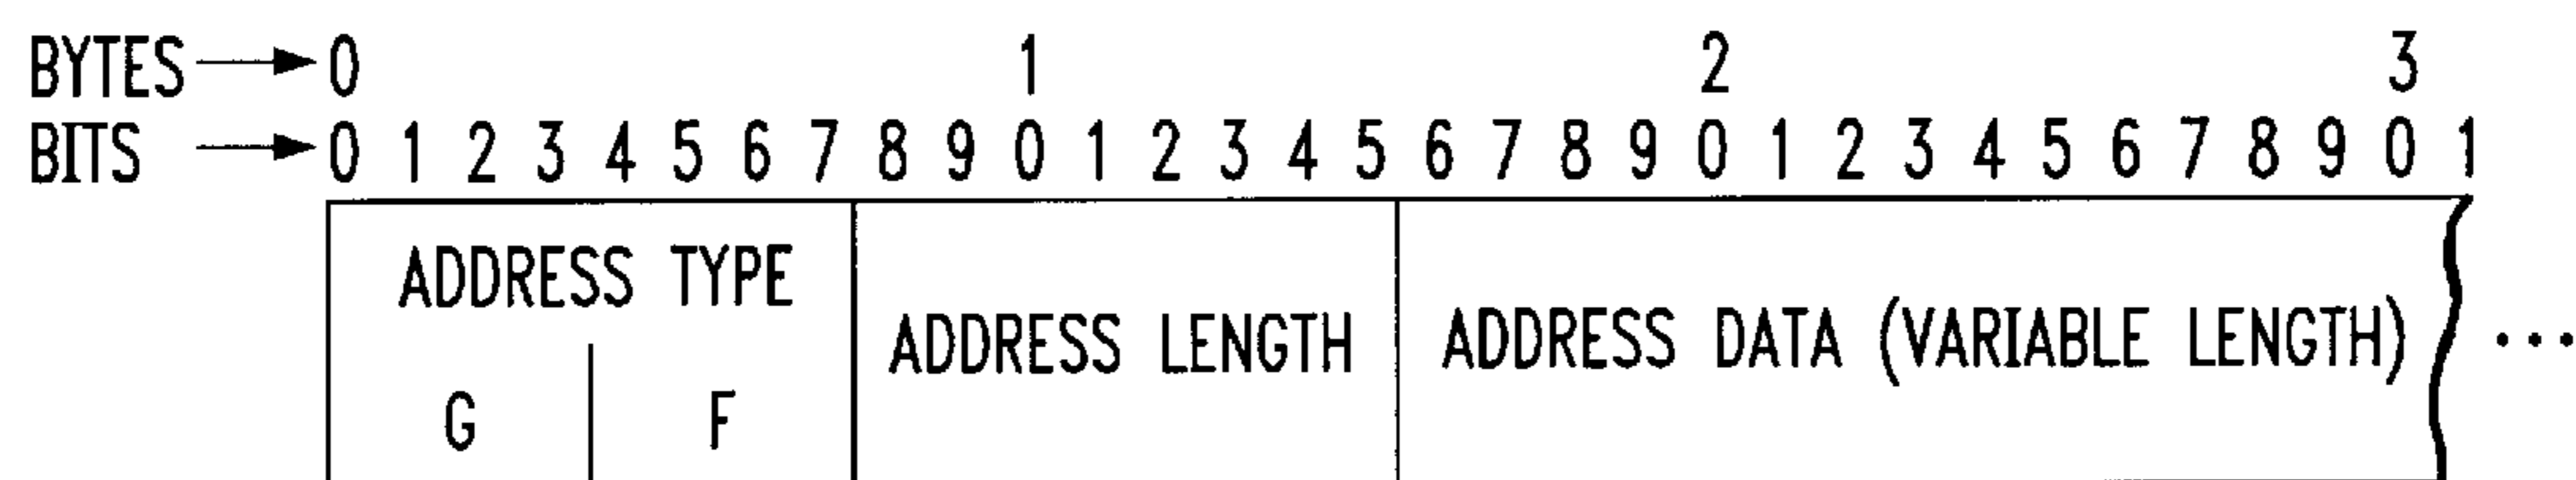 BYTES → 0 1 2 3
BITS → 0 1 2 3 4 5 6 7 8 9 0 1 2 3 4 5 6 7 8 9 0 1 2 3 4 5 6 7 8 9 0 1
ADDRESS TYPE
G F
ADDRESS LENGTH
ADDRESS DATA (VARIABLE LENGTH) ...